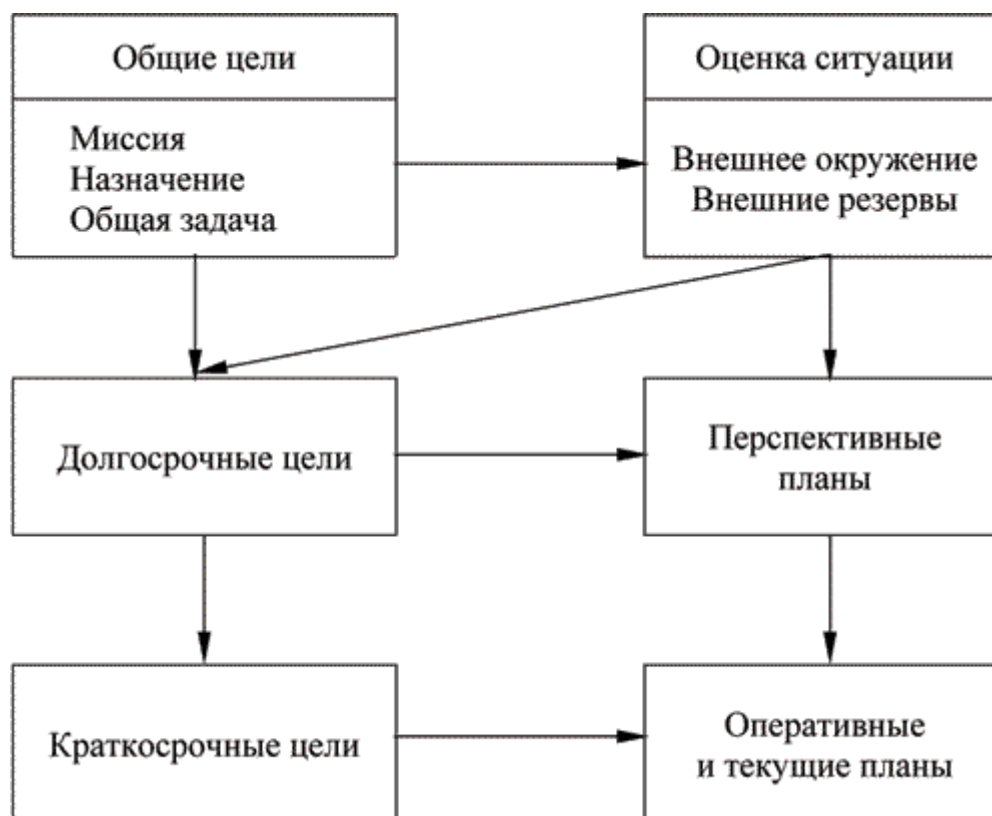 Общие цели
Миссия
Назначение
Общая задача
Оценка ситуации
Внешнее окружение
Внешние резервы
Долгосрочные цели
Перспективные
планы
Краткосрочные цели
Оперативные
и текущие планы